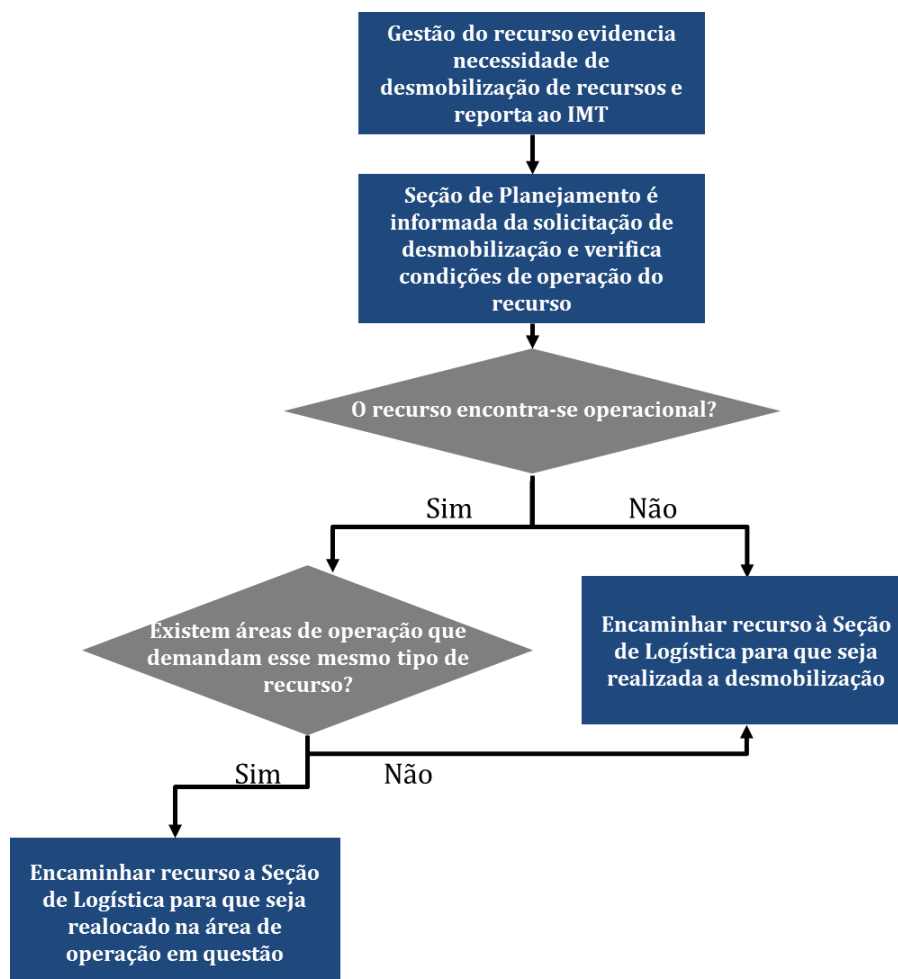 Gestão do recurso evidencia
necessidade de
desmobilização de recursos e
reporta ao IMT
Seção de Planejamento é
informada da solicitação de
desmobilização e verifica
condições de operação do
recurso
O recurso encontra-se operacional?
Sim
Não
Existem áreas de operação que
demandam esse mesmo tipo de
recurso?
Encaminhar recurso à Seção
de Logística para que seja
realizada a desmobilização
Sim
Não
Encaminhar recurso a Seção
de Logística para que seja
realocado na área de
operação em questão